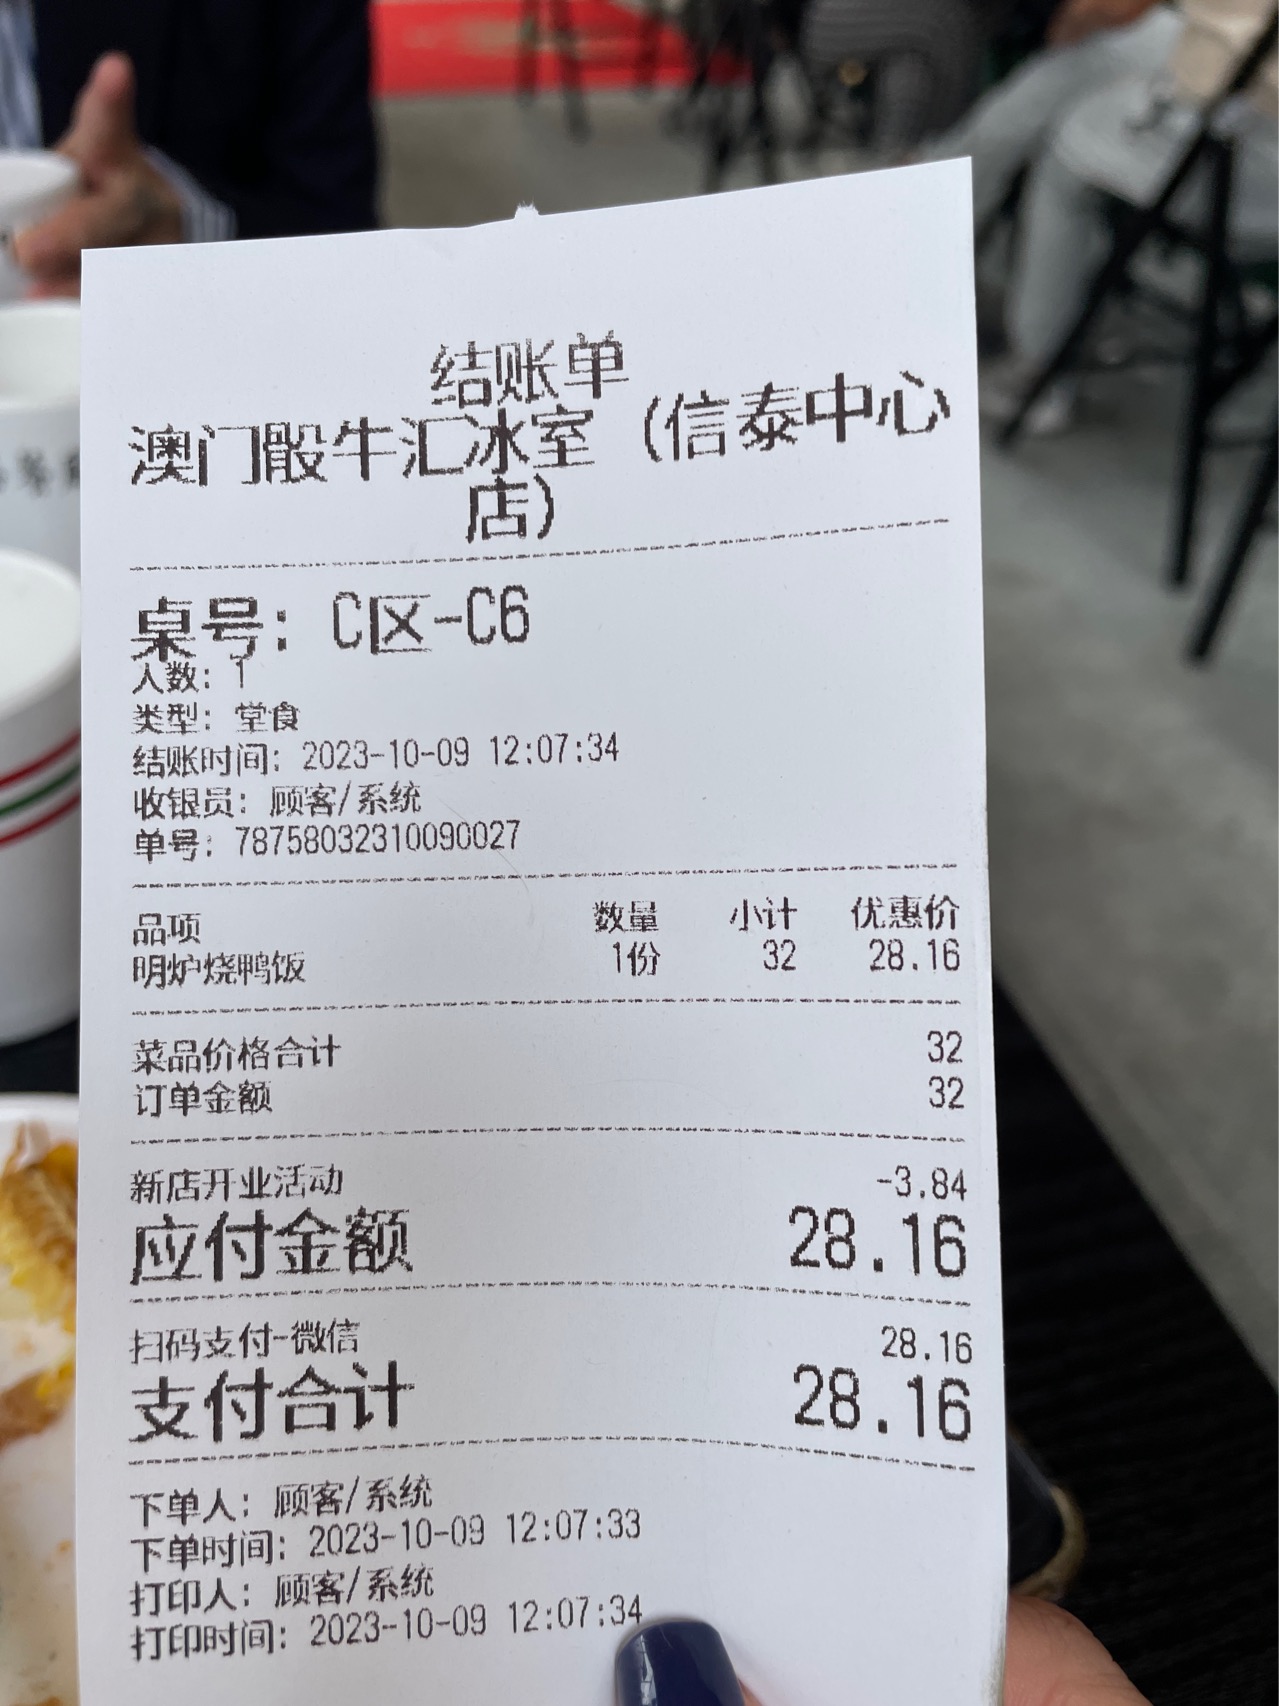 结账单
澳门骰牛汇冰室（信泰中心
店）
桌号：C区-C6
人数：1
类型：堂食
结账时间：2023-10-09 12:07:34
收银员：顾客/系统
单号：78758032310090027
品项 数量 小计 优惠价
明炉烧鸭饭 1份 32 28.16
菜品价格合计 32
订单金额 32
新店开业活动 -3.84
应付金额 28.16
扫码支付-微信 28.16
支付合计 28.16
下单人：顾客/系统
下单时间：2023-10-09 12:07:33
打印人：顾客/系统
打印时间：2023-10-09 12:07:34